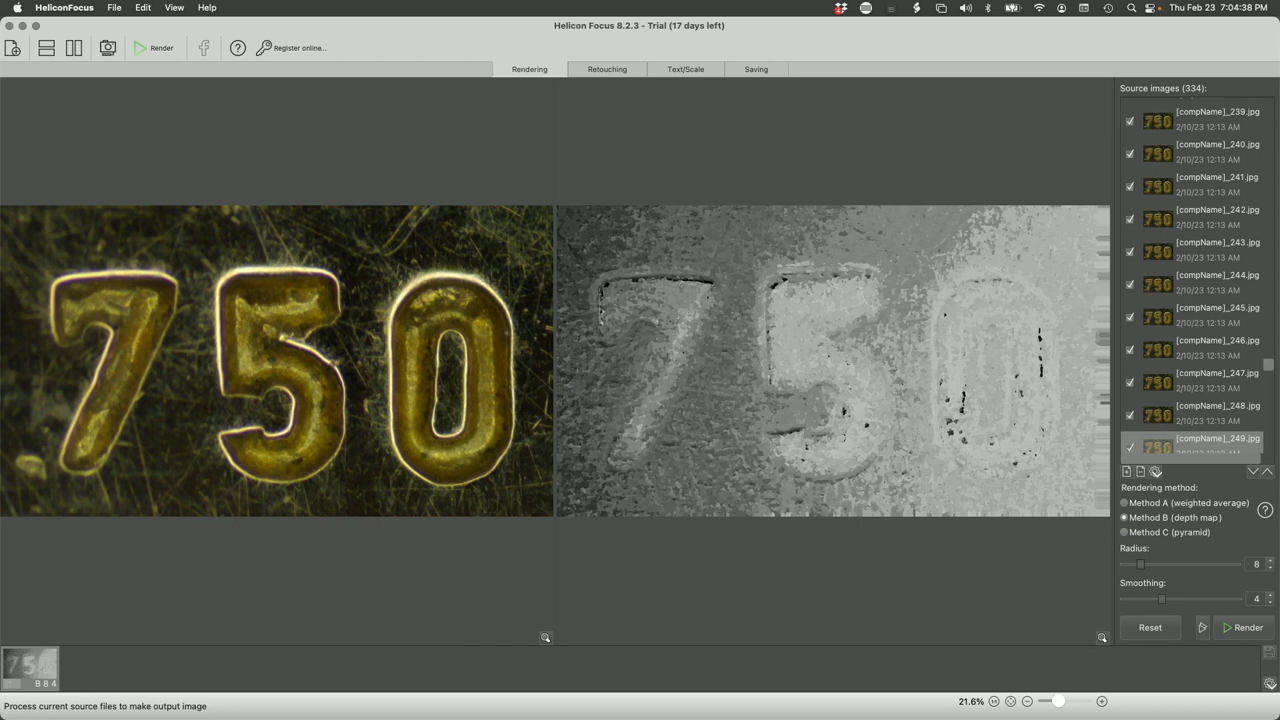 HeliconFocus File Edit View Help
Thu Feb 23 7:04:38 PM
Helicon Focus 8.2.3 - Trial (17 days left)
Render
Register online...
Rendering Retouching Text/Scale Saving
Source images (334):
[compName]_239.jpg
2/10/23 12:13 AM
[compName]_240.jpg
2/10/23 12:13 AM
[compName]_241.jpg
2/10/23 12:13 AM
[compName]_242.jpg
2/10/23 12:13 AM
[compName]_243.jpg
2/10/23 12:13 AM
[compName]_244.jpg
2/10/23 12:13 AM
[compName]_245.jpg
2/10/23 12:13 AM
[compName]_246.jpg
2/10/23 12:13 AM
[compName]_247.jpg
2/10/23 12:13 AM
[compName]_248.jpg
2/10/23 12:13 AM
[compName]_249.jpg
750
750
Rendering method:
Method A (weighted average)
Method B (depth map)
Method C (pyramid)
Radius:
8
Smoothing:
4
Reset
Render
750
B 8 4
Process current source files to make output image
21.6%